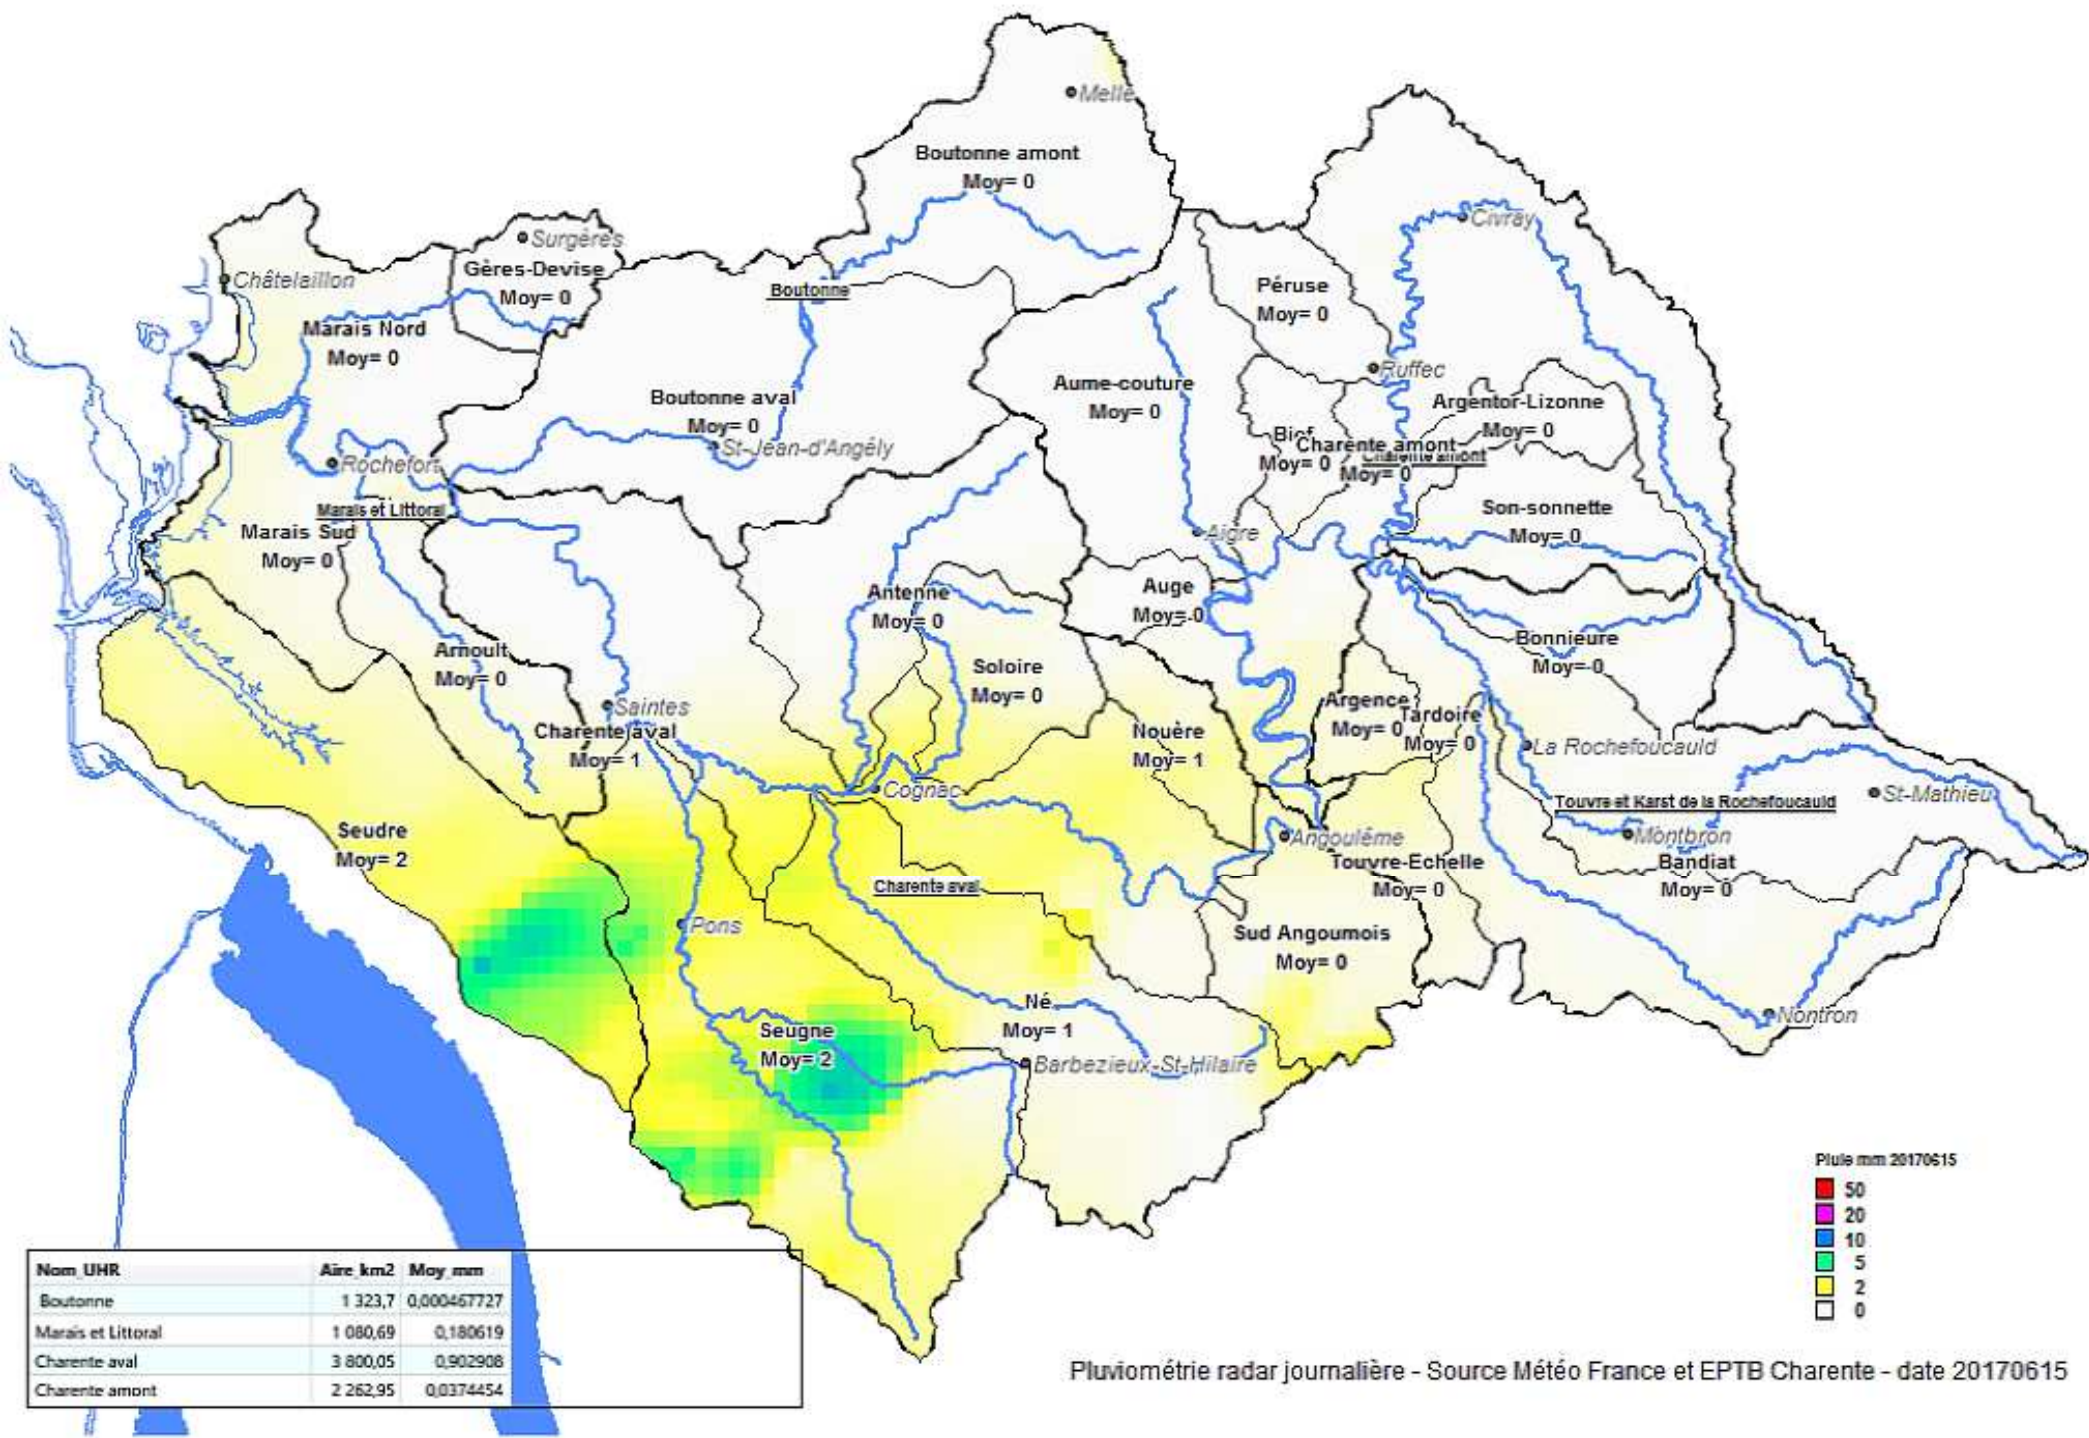 Melle
Boutonne amont
Moy= 0
Civray
Surgères
Gères-Devise
Moy= 0
Châtelaillon
Boutonne
Péruse
Moy= 0
Marais Nord
Moy= 0
Ruffec
Aume-couture
Moy= 0
Boutonne aval
Moy= 0
Argentor-Lizonne
Moy= 0
St-Jean-d'Angély
Bief
Moy= 0
Charente amont
Moy= 0
Charente amont
Rochefort
Marais et Littoral
Marais Sud
Moy= 0
Son-sonnette
Moy= 0
Aigre
Antenne
Moy= 0
Auge
Moy= 0
Bonnieure
Moy= 0
Arnoult
Moy= 0
Soloire
Moy= 0
Saintes
Charente aval
Moy= 1
Nouère
Moy= 1
Argence
Moy= 0
Tardoire
Moy= 0
La Rochefoucauld
Cognac
St-Mathieu
Touvre et Karst de la Rochefoucauld
Seudre
Moy= 2
Angoulême
Montbron
Touvre-Echelle
Moy= 0
Bandiat
Moy= 0
Charente aval
Pons
Sud Angoumois
Moy= 0
Né
Moy= 1
Nontron
Seugne
Moy= 2
Barbezieux-St-Hilaire
Pluie mm 20170615
50
20
10
5
2
0
Nom_UHR Aire_km2 Moy_mm
Boutonne 1 323,7 0,000467727
Marais et Littoral 1 080,69 0,180619
Charente aval 3 800,05 0,902908
Charente amont 2 262,95 0,0374454
Pluviométrie radar journalière - Source Météo France et EPTB Charente - date 20170615